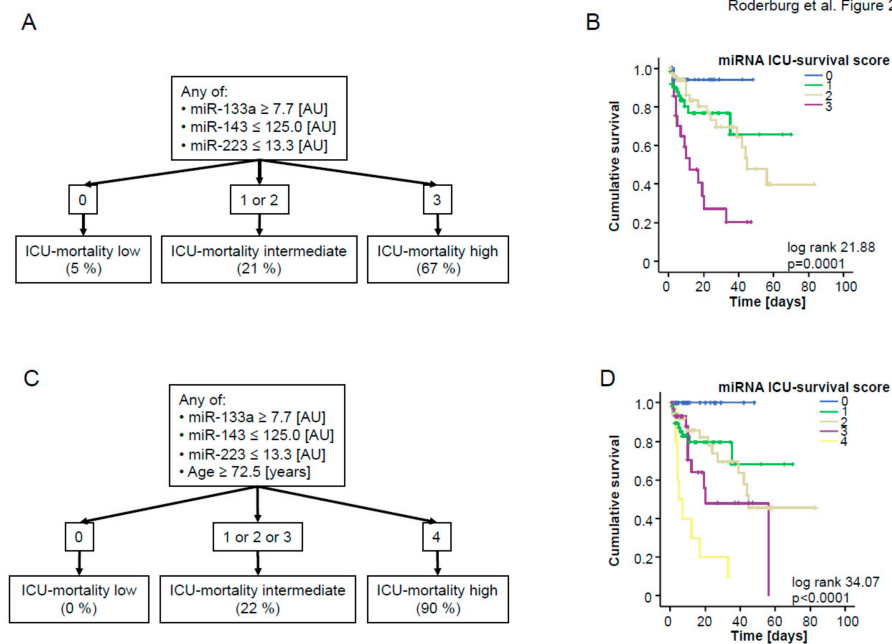 Roderburg et al. Figure 2
A
Any of:
• miR-133a ≥ 7.7 [AU]
• miR-143 ≤ 125.0 [AU]
• miR-223 ≤ 13.3 [AU]
0
1 or 2
3
ICU-mortality low
(5 %)
ICU-mortality intermediate
(21 %)
ICU-mortality high
(67 %)
B
miRNA ICU-survival score
0
1
2
3
Cumulative survival
1.0
0.8
0.6
0.4
0.2
0
log rank 21.88
p=0.0001
0 20 40 60 80 100
Time [days]
C
Any of:
• miR-133a ≥ 7.7 [AU]
• miR-143 ≤ 125.0 [AU]
• miR-223 ≤ 13.3 [AU]
• Age ≥ 72.5 [years]
0
1 or 2 or 3
4
ICU-mortality low
(0 %)
ICU-mortality intermediate
(22 %)
ICU-mortality high
(90 %)
D
miRNA ICU-survival score
0
1
2
3
4
Cumulative survival
1.0
0.8
0.6
0.4
0.2
0
log rank 34.07
p<0.0001
0 20 40 60 80 100
Time [days]